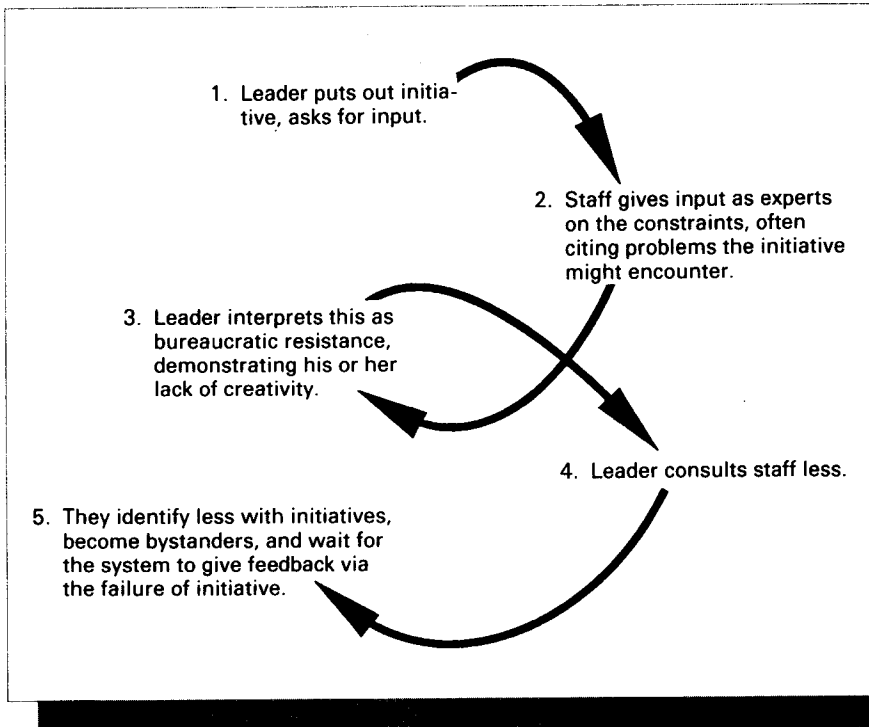 1. Leader puts out initia-
tive, asks for input.
2. Staff gives input as experts
on the constraints, often
citing problems the initiative
might encounter.
3. Leader interprets this as
bureaucratic resistance,
demonstrating his or her
lack of creativity.
4. Leader consults staff less.
5. They identify less with initiatives,
become bystanders, and wait for
the system to give feedback via
the failure of initiative.